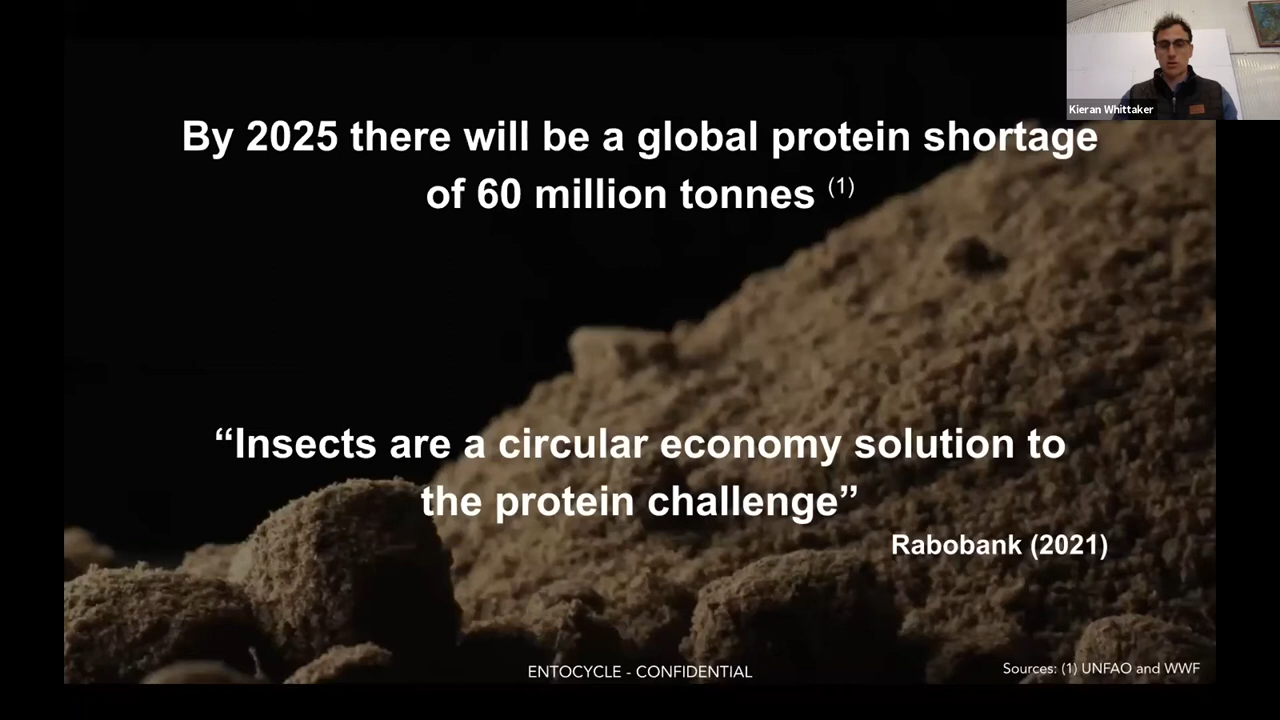 Kieran Whittaker
By 2025 there will be a global protein shortage
of 60 million tonnes (1)
“Insects are a circular economy solution to
the protein challenge”
Rabobank (2021)
ENTOCYCLE - CONFIDENTIAL
Sources: (1) UNFAO and WWF